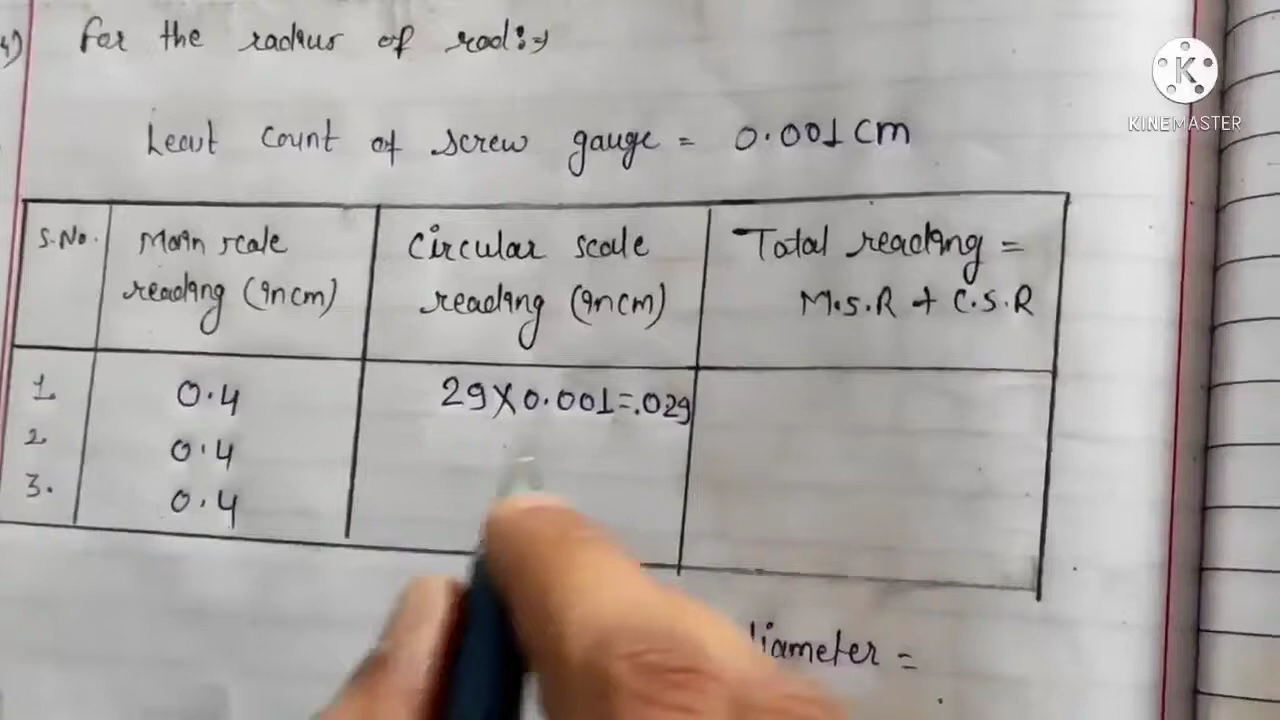 for the radius of rod:→
KINEMASTER
Least count of screw gauge = 0.001 cm
S.No. Main scale reading (in cm) Circular scale reading (in cm) Total reading = M.S.R + C.S.R
1. 0.4 29×0.001=.029
2. 0.4
3. 0.4
diameter =